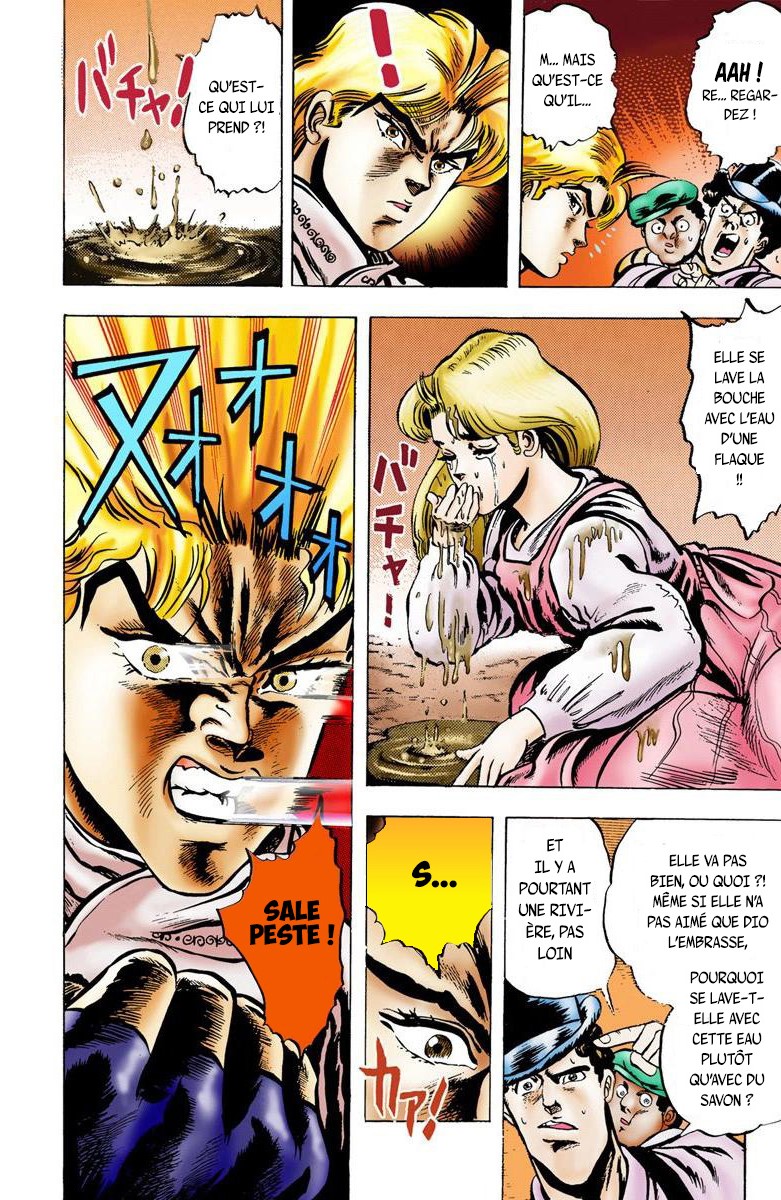 AAH !
RE... REGAR-
DEZ !
M... MAIS
QU'EST-CE
QU'IL...
!
QU'EST-
CE QUI LUI
PREND ?!
バチャ!
ELLE SE
LAVE LA
BOUCHE
AVEC L'EAU
D'UNE
FLAQUE
!!
バチャー!
ヌォオオオ
ELLE VA PAS
BIEN, OU QUOI ?!
MÊME SI ELLE N'A
PAS AIMÉ QUE DIO
L'EMBRASSE,
POURQUOI
SE LAVE-T-
ELLE AVEC
CETTE EAU
PLUTÔT
QU'AVEC DU
SAVON ?
ET
IL Y A
POURTANT
UNE RIVI-
ÈRE, PAS
LOIN
S...
カァ!
SALE
PESTE !